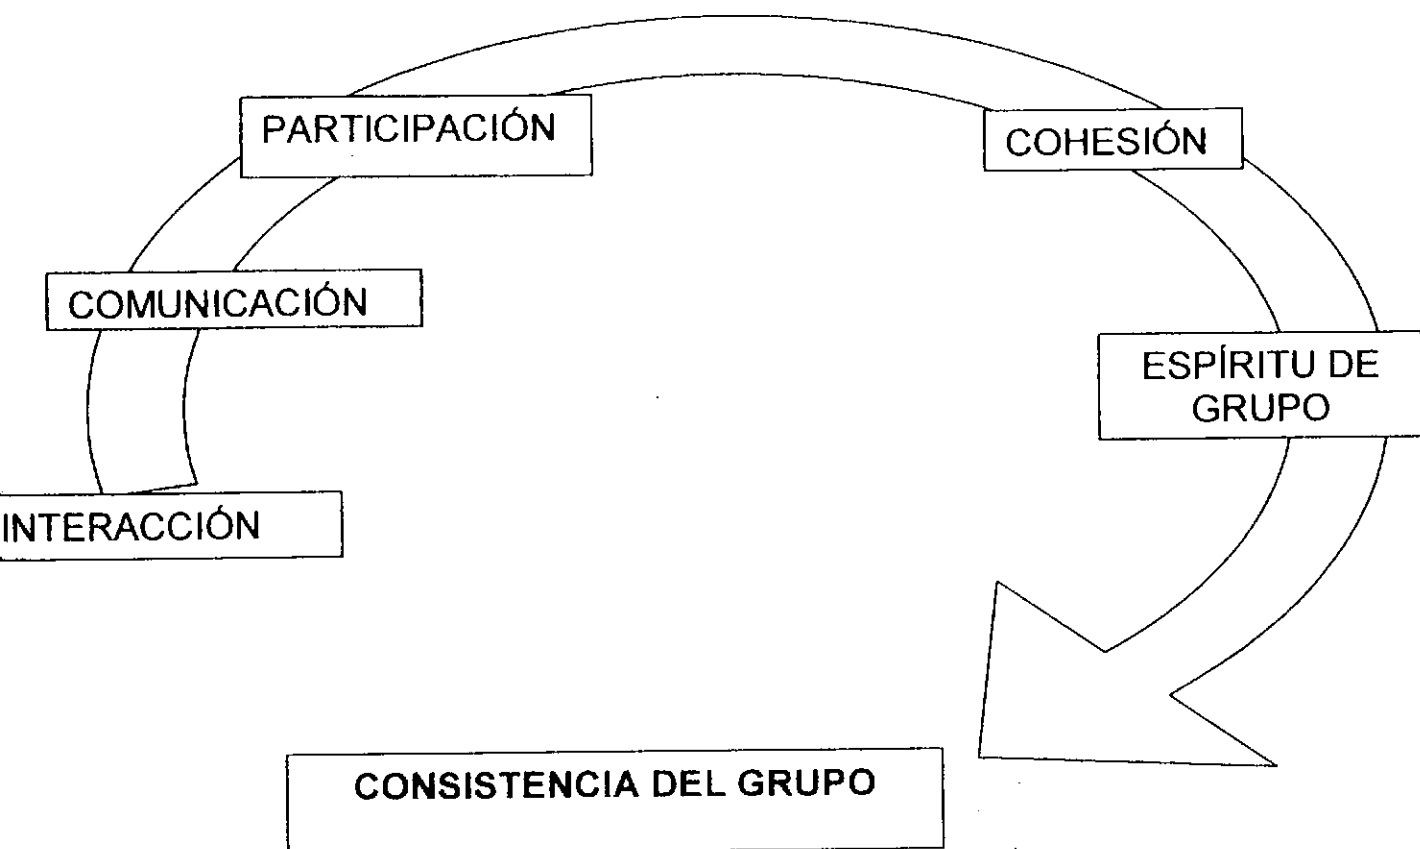 PARTICIPACIÓN
COHESIÓN
COMUNICACIÓN
ESPÍRITU DE
GRUPO
INTERACCIÓN
CONSISTENCIA DEL GRUPO